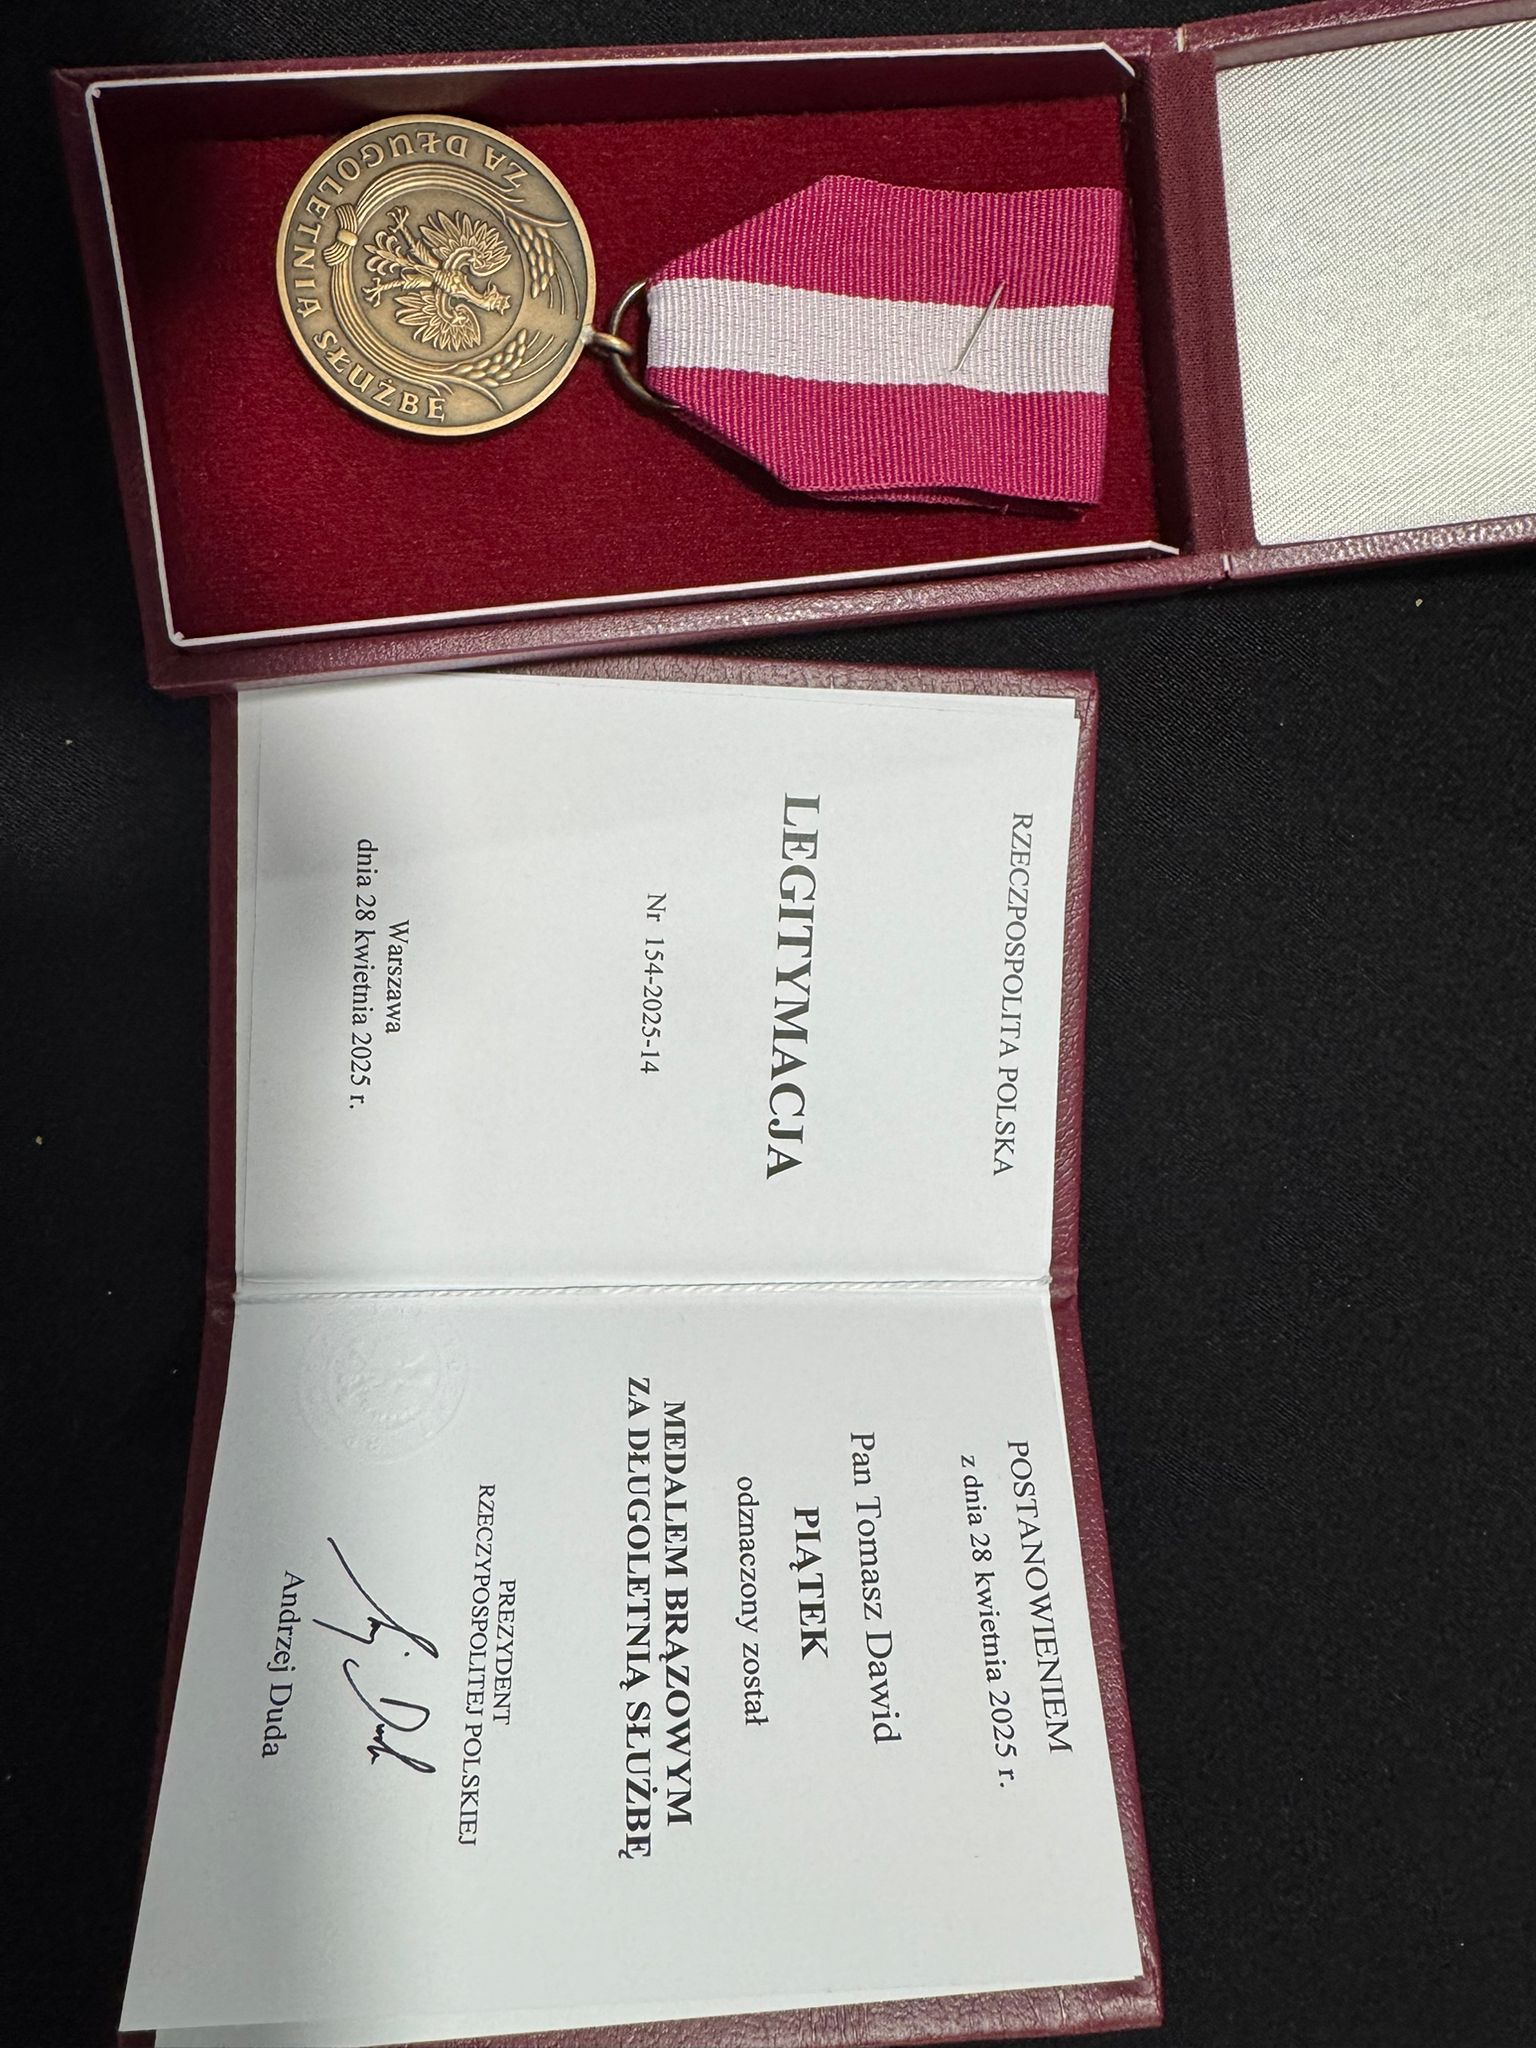 ZA DŁUGOLETNIĄ SŁUŻBĘ
RZECZPOSPOLITA POLSKA
LEGITYMACJA
Nr 154-2025-14
Warszawa
dnia 28 kwietnia 2025 r.
POSTANOWIENIEM
z dnia 28 kwietnia 2025 r.
Pan Tomasz Dawid
PIĄTEK
odznaczony został
MEDALEM BRĄZOWYM
ZA DŁUGOLETNIĄ SŁUŻBĘ
PREZYDENT
RZECZYPOSPOLITEJ POLSKIEJ
Andrzej Duda